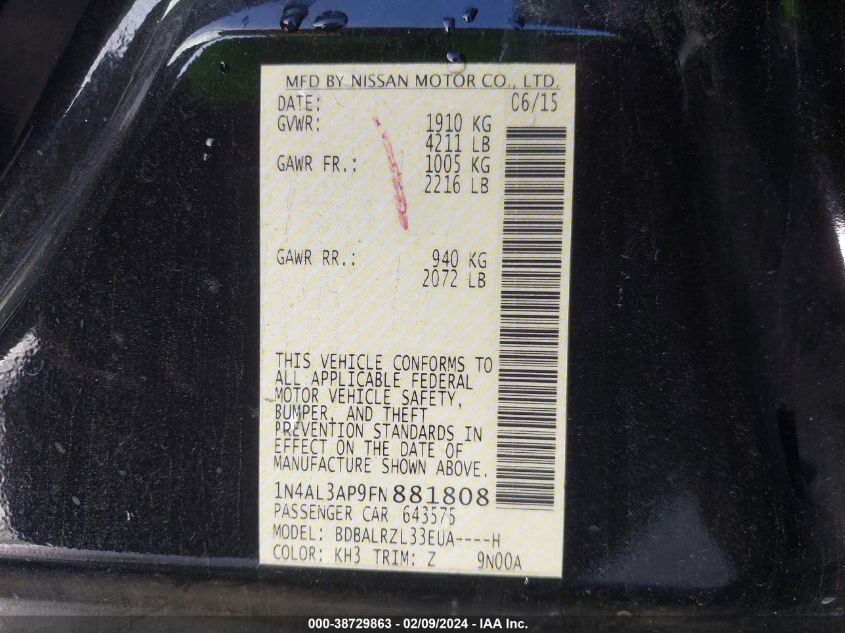 MFD BY NISSAN MOTOR CO., LTD.
DATE: C6/15
GVWR: 1910 KG
4211 LB
GAWR FR.: 1005 KG
2216 LB
GAWR RR.: 940 KG
2072 LB
THIS VEHICLE CONFORMS TO
ALL APPLICABLE FEDERAL
MOTOR VEHICLE SAFETY,
BUMPER, AND THEFT
PREVENTION STANDARDS IN
EFFECT ON THE DATE OF
MANUFACTURE SHOWN ABOVE.
1N4AL3AP9FN881808
PASSENGER CAR 643575
MODEL: BDBALRZL33EUA----H
COLOR: KH3 TRIM: Z 9N00A
000-38729863 - 02/09/2024 - IAA Inc.